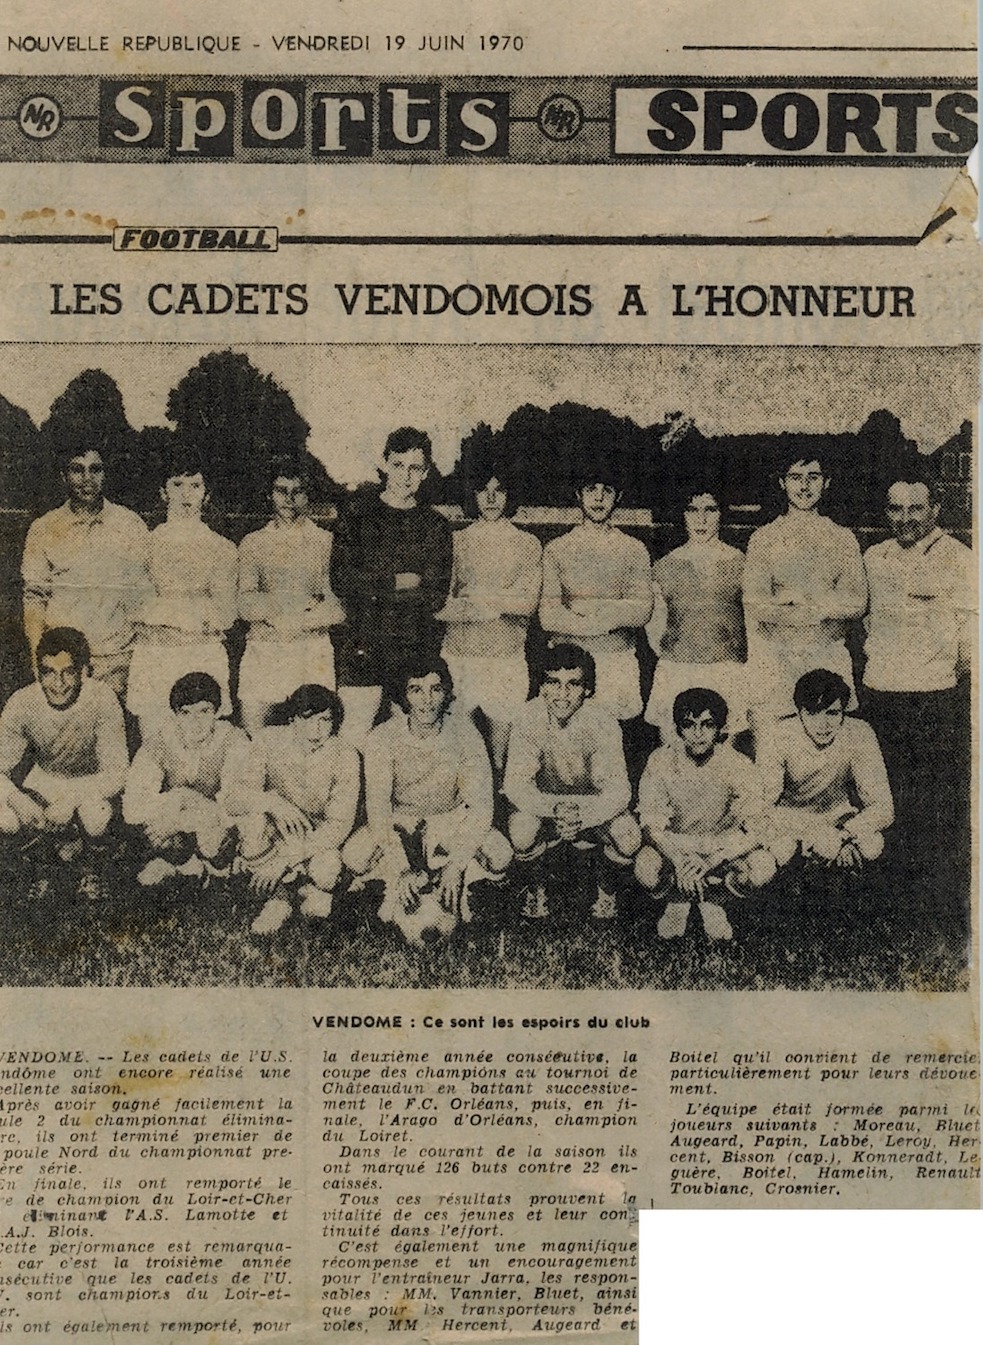 NOUVELLE REPUBLIQUE - VENDREDI 19 JUIN 1970
NR Sports NR SPORTS
FOOTBALL
LES CADETS VENDOMOIS A L'HONNEUR
VENDOME : Ce sont les espoirs du club
VENDOME. -- Les cadets de l'U.S.
ndôme ont encore réalisé une
cellente saison.
Après avoir gagné facilement la
ule 2 du championnat élimina-
re, ils ont terminé premier de
poule Nord du championnat pre-
ère série.
En finale, ils ont remporté le
e de champion du Loir-et-Cher
éliminant l'A.S. Lamotte et
.A.J. Blois.
Cette performance est remarqua-
car c'est la troisième année
nsécutive que les cadets de l'U.
V. sont champions du Loir-et-
er.
Ils ont également remporté, pour
la deuxième année consécutive, la
coupe des champions au tournoi de
Châteaudun en battant successive-
ment le F.C. Orléans, puis, en fi-
nale, l'Arago d'Orléans, champion
du Loiret.
Dans le courant de la saison ils
ont marqué 126 buts contre 22 en-
caissés.
Tous ces résultats prouvent la
vitalité de ces jeunes et leur con-
tinuité dans l'effort.
C'est également une magnifique
récompense et un encouragement
pour l'entraîneur Jarra, les respon-
sables : MM. Vannier, Bluet, ainsi
que pour les transporteurs béné-
voles, MM Hercent, Augeard et
Boitel qu'il convient de remercie
particulièrement pour leurs dévoue-
ment.
L'équipe était formée parmi les
joueurs suivants : Moreau, Bluet
Augeard, Papin, Labbé, Leroy, Her-
cent, Bisson (cap.), Konneradt, Le-
guère, Boitel, Hamelin, Renault
Toublanc, Crosnier.